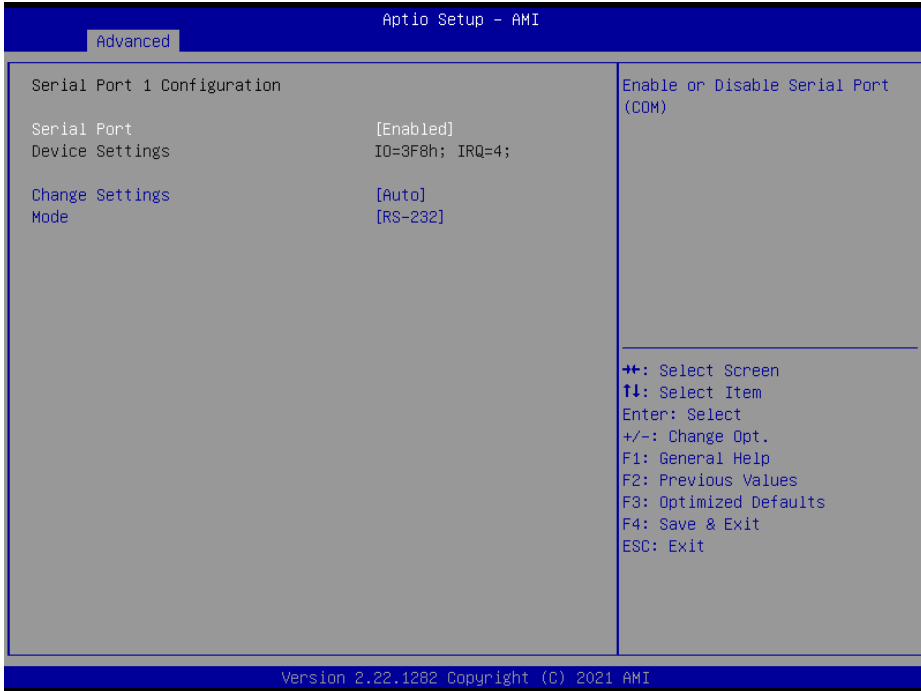 Aptio Setup - AMI
Advanced
Serial Port 1 Configuration
Serial Port [Enabled]
Device Settings IO=3F8h; IRQ=4;
Change Settings [Auto]
Mode [RS-232]
Enable or Disable Serial Port
(COM)
→←: Select Screen
↑↓: Select Item
Enter: Select
+/-: Change Opt.
F1: General Help
F2: Previous Values
F3: Optimized Defaults
F4: Save & Exit
ESC: Exit
Version 2.22.1282 Copyright (C) 2021 AMI